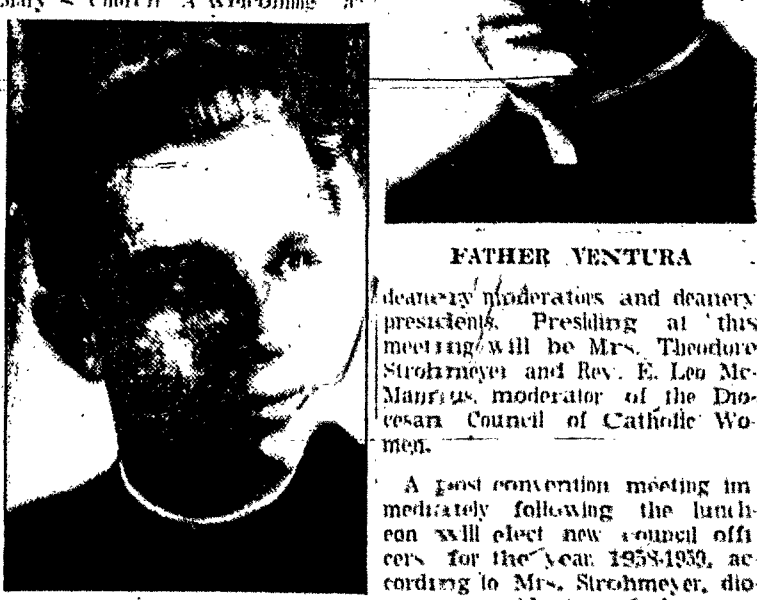 Church A Welcoming
FATHER VENTURA
deanery moderators and deanery
presidents. Presiding at this
meeting will be Mrs. Theodore
Strohmeyer and Rev. E. Leo Mc-
Manus, moderator of the Dio-
cesan Council of Catholic Wo-
men.
A post convention meeting im
mediately following the lunch-
eon will elect new council offi
cers for the year 1958-1959, ac-
cording to Mrs. Strohmeyer, dio-